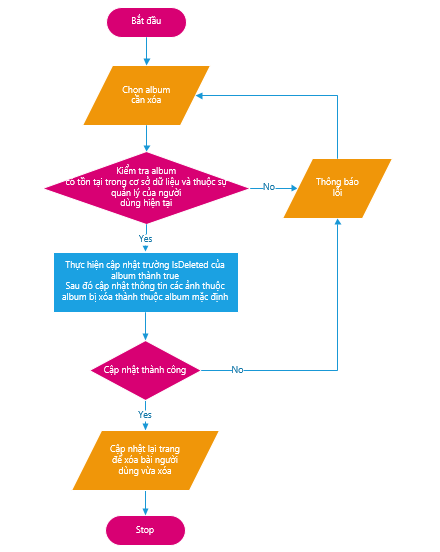 Bắt đầu
Chọn album
cần xóa
Kiểm tra album
có tồn tại trong cơ sở dữ liệu và thuộc sự
quản lý của người
dùng hiện tại
No
Thông báo
lỗi
Yes
Thực hiện cập nhật trường IsDeleted của
album thành true
Sau đó cập nhật thông tin các ảnh thuộc
album bị xóa thành thuộc album mặc định
Cập nhật thành công
No
Yes
Cập nhật lại trang
để xóa bài người
dùng vừa xóa
Stop